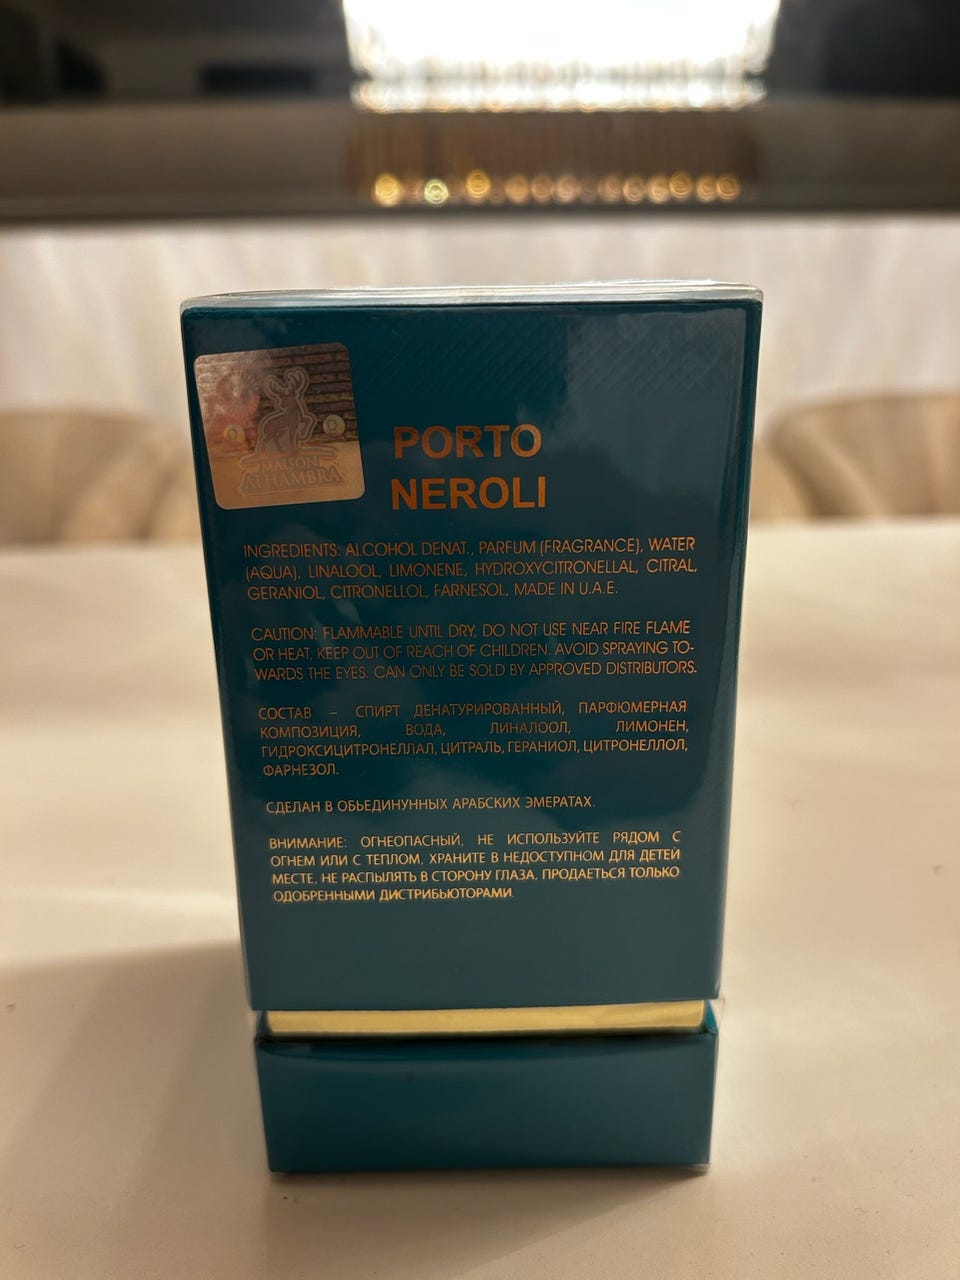 MAISON
ALHAMBRA
PORTO
NEROLI
INGREDIENTS: ALCOHOL DENAT., PARFUM (FRAGRANCE), WATER
(AQUA), LINALOOL, LIMONENE, HYDROXYCITRONELLAL, CITRAL,
GERANIOL, CITRONELLOL, FARNESOL, MADE IN U.A.E.
CAUTION: FLAMMABLE UNTIL DRY, DO NOT USE NEAR FIRE FLAME
OR HEAT, KEEP OUT OF REACH OF CHILDREN. AVOID SPRAYING TO-
WARDS THE EYES. CAN ONLY BE SOLD BY APPROVED DISTRIBUTORS.
СОСТАВ – СПИРТ ДЕНАТУРИРОВАННЫЙ, ПАРФЮМЕРНАЯ
КОМПОЗИЦИЯ, ВОДА, ЛИНАЛООЛ, ЛИМОНЕН,
ГИДРОКСИЦИТРОНЕЛЛАЛ, ЦИТРАЛЬ, ГЕРАНИОЛ, ЦИТРОНЕЛЛОЛ,
ФАРНЕЗОЛ.
СДЕЛАН В ОБЬЕДИНУННЫХ АРАБСКИХ ЭМЕРАТАХ.
ВНИМАНИЕ: ОГНЕОПАСНЫЙ, НЕ ИСПОЛЬЗУЙТЕ РЯДОМ С
ОГНЕМ ИЛИ С ТЕПЛОМ, ХРАНИТЕ В НЕДОСТУПНОМ ДЛЯ ДЕТЕЙ
МЕСТЕ, НЕ РАСПЫЛЯТЬ В СТОРОНУ ГЛАЗА. ПРОДАЕТЬСЯ ТОЛЬКО
ОДОБРЕННЫМИ ДИСТРИБЬЮТОРАМИ.